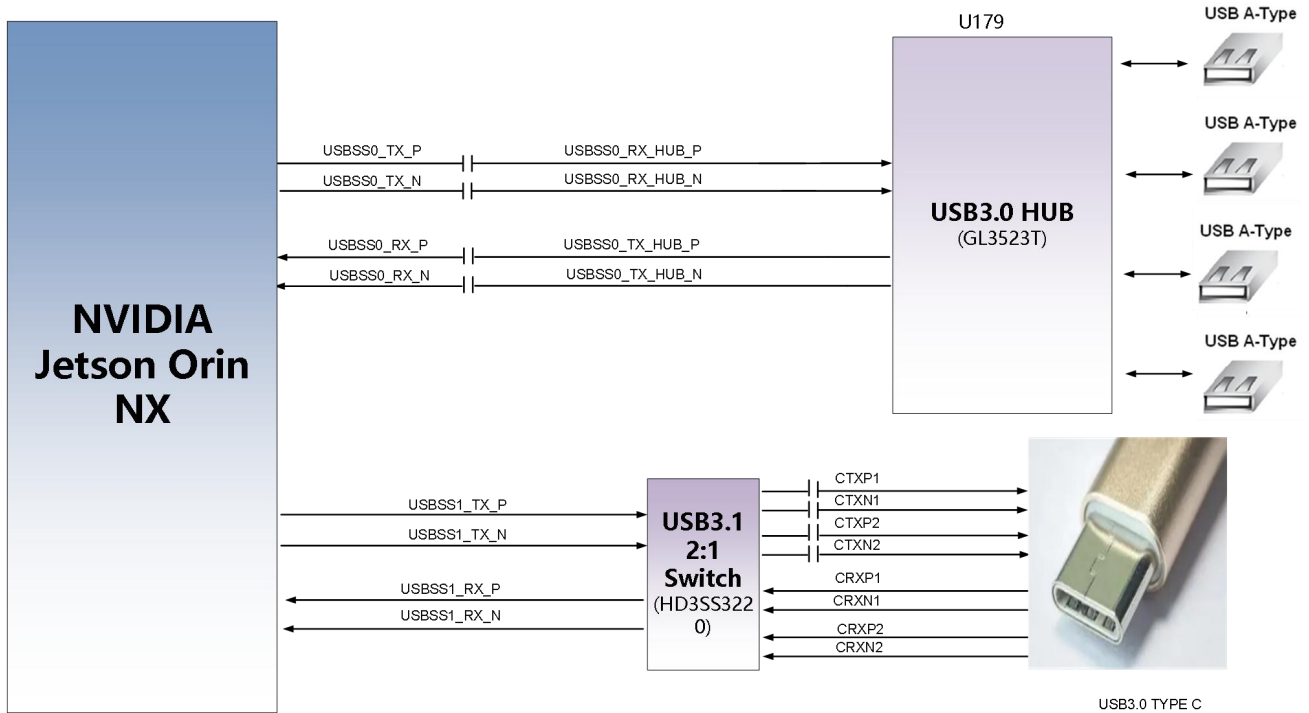 U179
USB A-Type
USB A-Type
USB A-Type
USB A-Type
USBSS0_TX_P
USBSS0_RX_HUB_P
USBSS0_TX_N
USBSS0_RX_HUB_N
USBSS0_RX_P
USBSS0_TX_HUB_P
USBSS0_RX_N
USBSS0_TX_HUB_N
USB3.0 HUB
(GL3523T)
NVIDIA
Jetson Orin
NX
USBSS1_TX_P
USBSS1_TX_N
USBSS1_RX_P
USBSS1_RX_N
USB3.1
2:1
Switch
(HD3SS322
0)
CTXP1
CTXN1
CTXP2
CTXN2
CRXP1
CRXN1
CRXP2
CRXN2
USB3.0 TYPE C